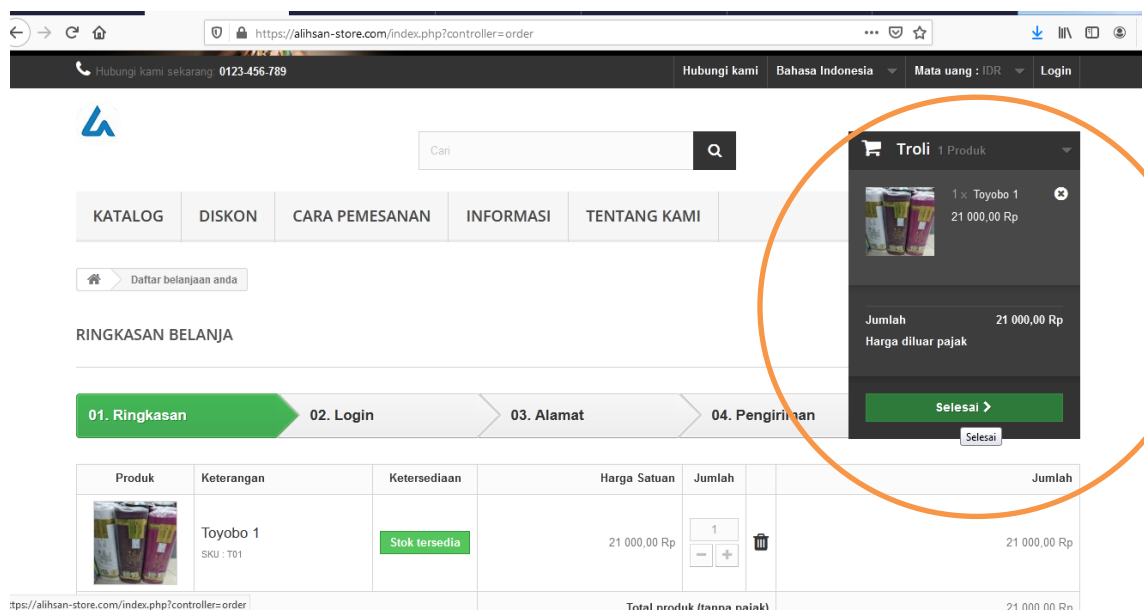 https://alihsan-store.com/index.php?controller=order
Hubungi kami sekarang: 0123-456-789
Hubungi kami Bahasa Indonesia Mata uang : IDR Login
Cari
Troli 1 Produk
1 x Toyobo 1
21 000,00 Rp
KATALOG DISKON CARA PEMESANAN INFORMASI TENTANG KAMI
Daftar belanjaan anda
Jumlah 21 000,00 Rp
Harga diluar pajak
RINGKASAN BELANJA
Selesai
Selesai
01. Ringkasan 02. Login 03. Alamat 04. Pengiriman
Produk Keterangan Ketersediaan Harga Satuan Jumlah Jumlah
Toyobo 1
SKU : T01
Stok tersedia 21 000,00 Rp 1 21 000,00 Rp
Total produk (tanpa pajak) 21 000,00 Rp
ttps://alihsan-store.com/index.php?controller=order